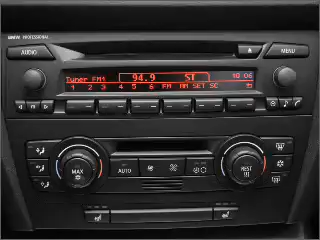 BMW PROFESSIONAL
AUDIO
MENU
Tuner FM1 94.9 ST 10:06
1 2 3 4 5 6 FM AM SET SC
MAX
AUTO
REST